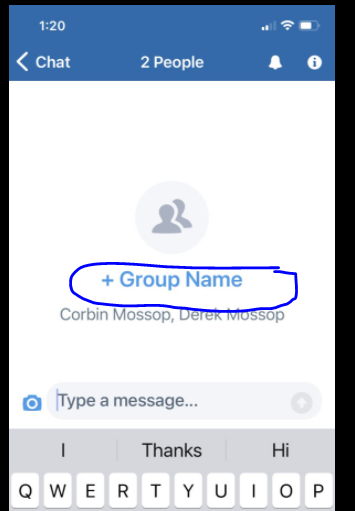 1:20
Chat 2 People
+ Group Name
Corbin Mossop, Derek Mossop
Type a message...
I Thanks Hi
Q W E R T Y U I O P